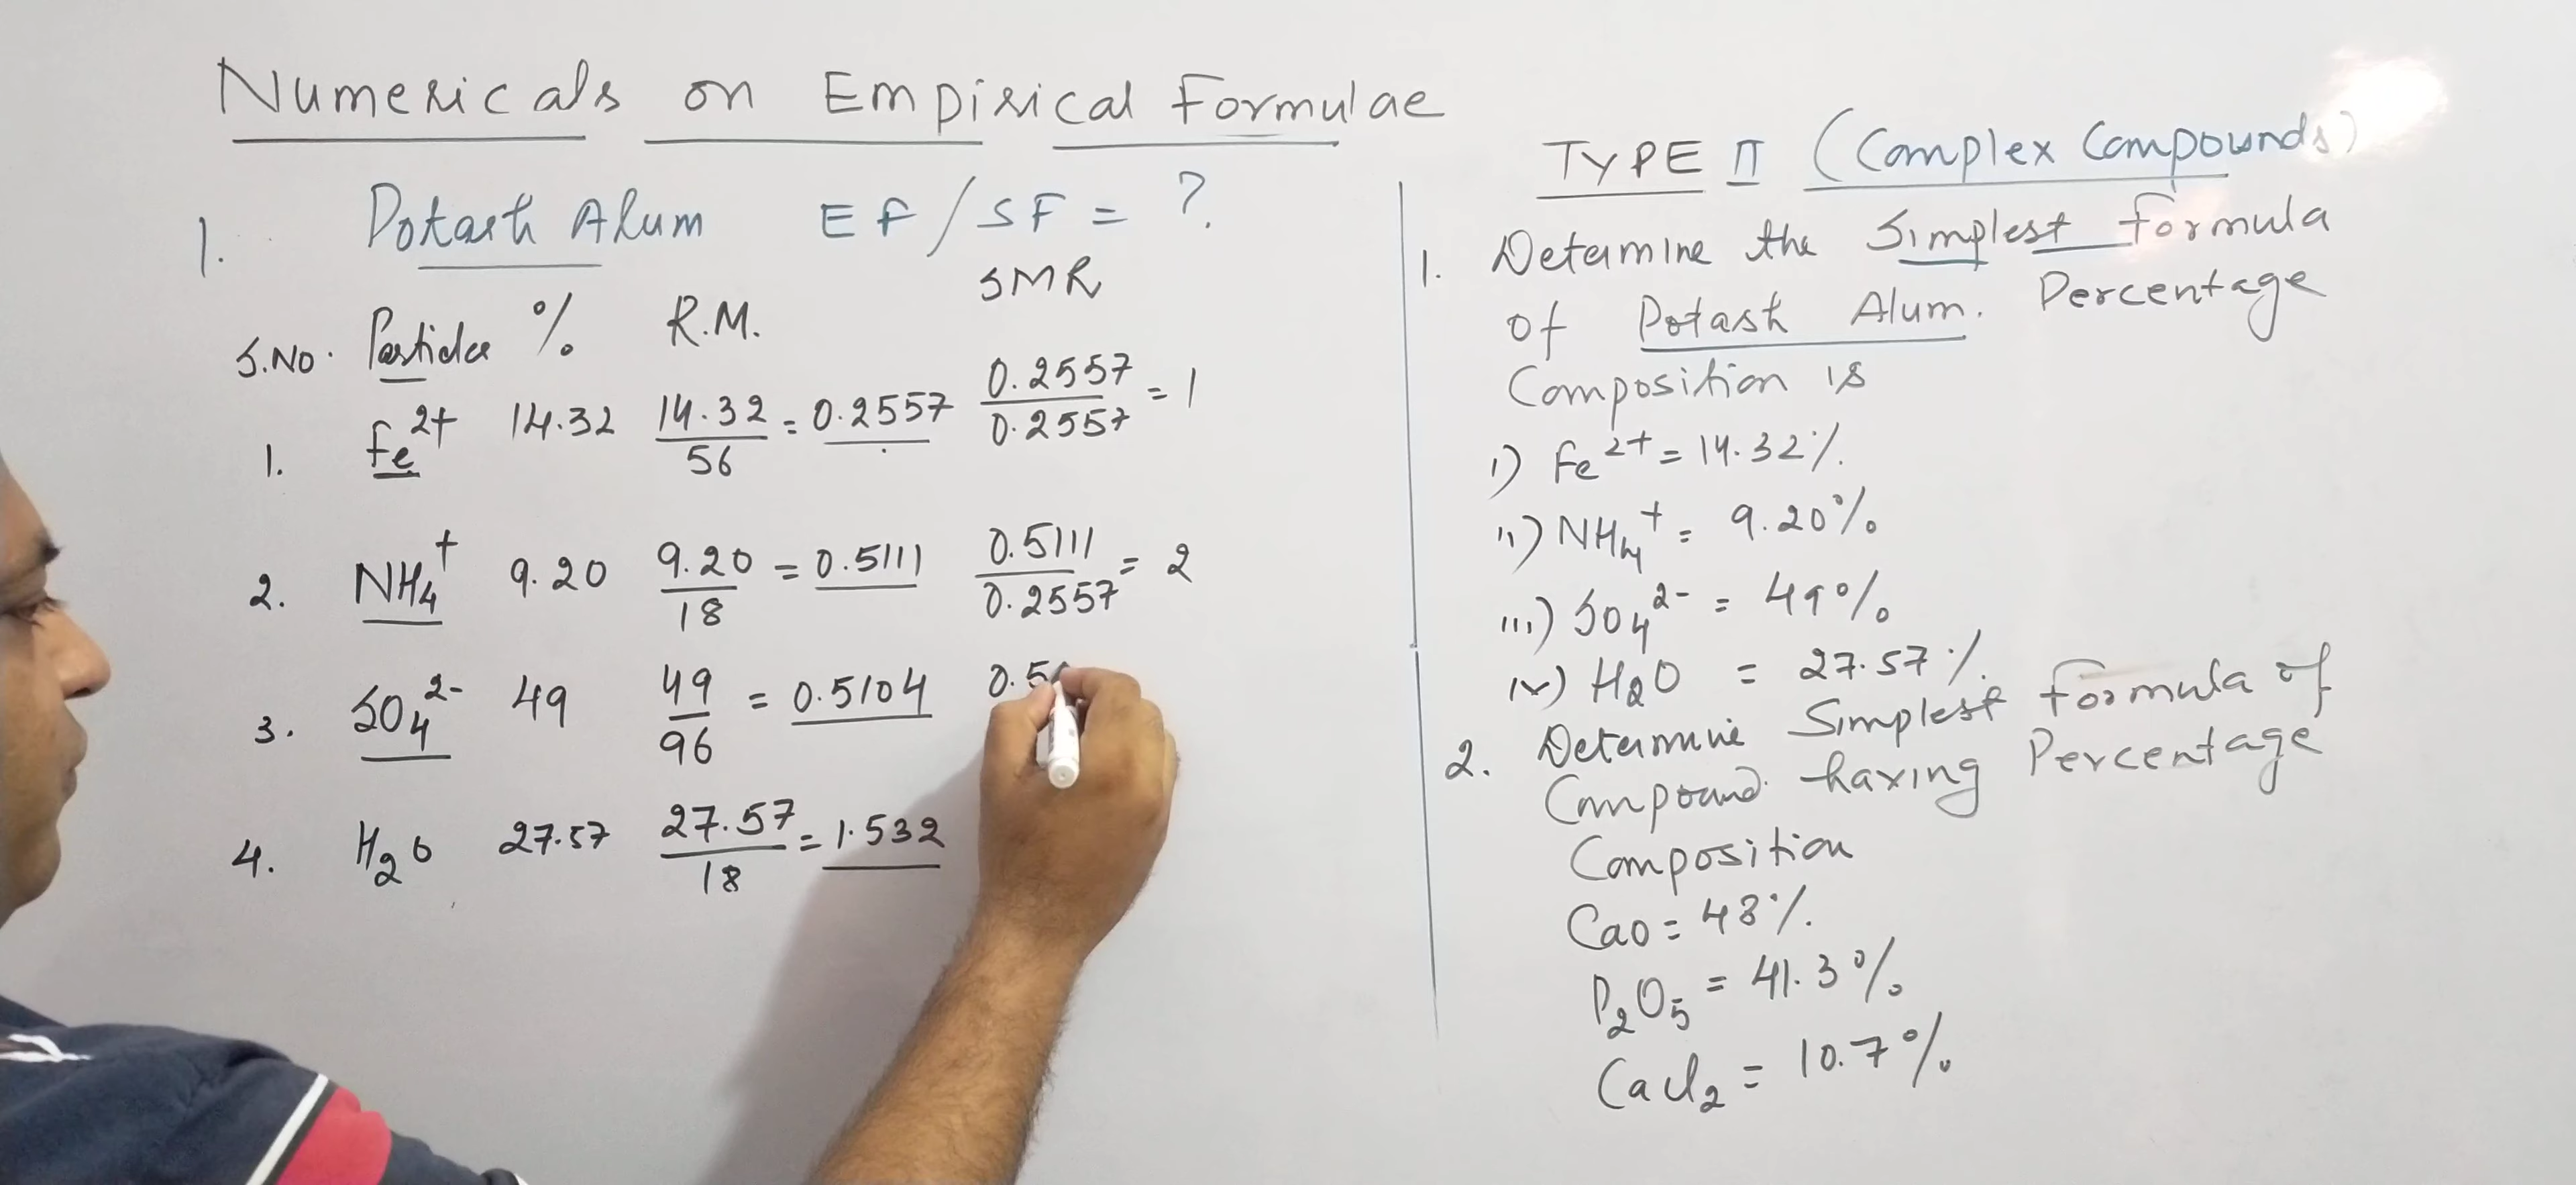 Numericals on Empirical Formulae
1. Potash Alum EF/SF = ?
SMR
S.No. Particles % R.M.
1. Fe²⁺ 14.32 14.32/56 = 0.2557 0.2557/0.2557 = 1
2. NH₄⁺ 9.20 9.20/18 = 0.5111 0.5111/0.2557 = 2
3. SO₄²⁻ 49 49/96 = 0.5104 0.5
4. H₂O 27.57 27.57/18 = 1.532
TYPE II (Complex Compounds)
1. Determine the Simplest formula
of Potash Alum. Percentage
Composition is
i) Fe²⁺ = 14.32%.
ii) NH₄⁺ = 9.20%
iii) SO₄²⁻ = 49%
iv) H₂O = 27.57%.
2. Determine Simplest formula of
Compound having Percentage
Composition
CaO = 48%.
P₂O₅ = 41.3%
CaCl₂ = 10.7%